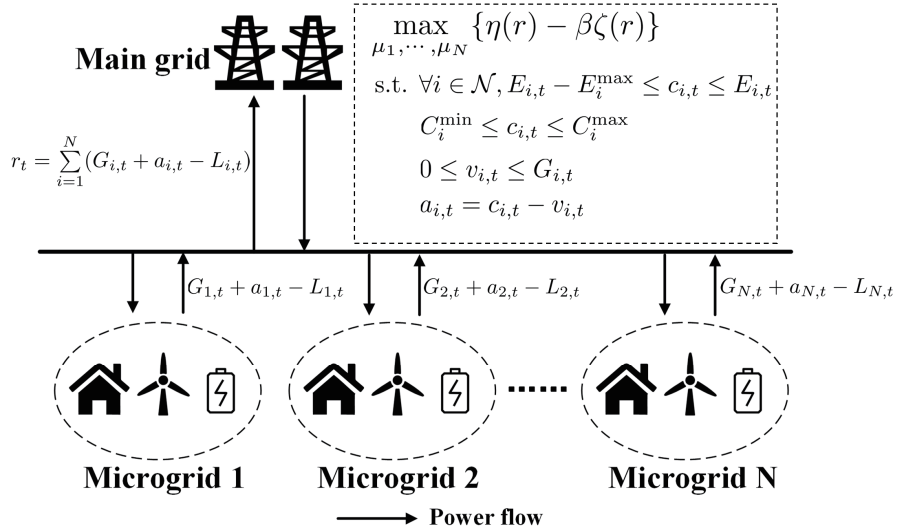 Main grid
max_{μ_1,⋯,μ_N} {η(r) − βζ(r)}
s.t. ∀i ∈ 𝒩, E_{i,t} − E_i^{max} ≤ c_{i,t} ≤ E_{i,t}
C_i^{min} ≤ c_{i,t} ≤ C_i^{max}
0 ≤ v_{i,t} ≤ G_{i,t}
a_{i,t} = c_{i,t} − v_{i,t}
r_t = ∑_{i=1}^{N} (G_{i,t} + a_{i,t} − L_{i,t})
G_{1,t} + a_{1,t} − L_{1,t}
G_{2,t} + a_{2,t} − L_{2,t}
G_{N,t} + a_{N,t} − L_{N,t}
......
Microgrid 1
Microgrid 2
Microgrid N
Power flow